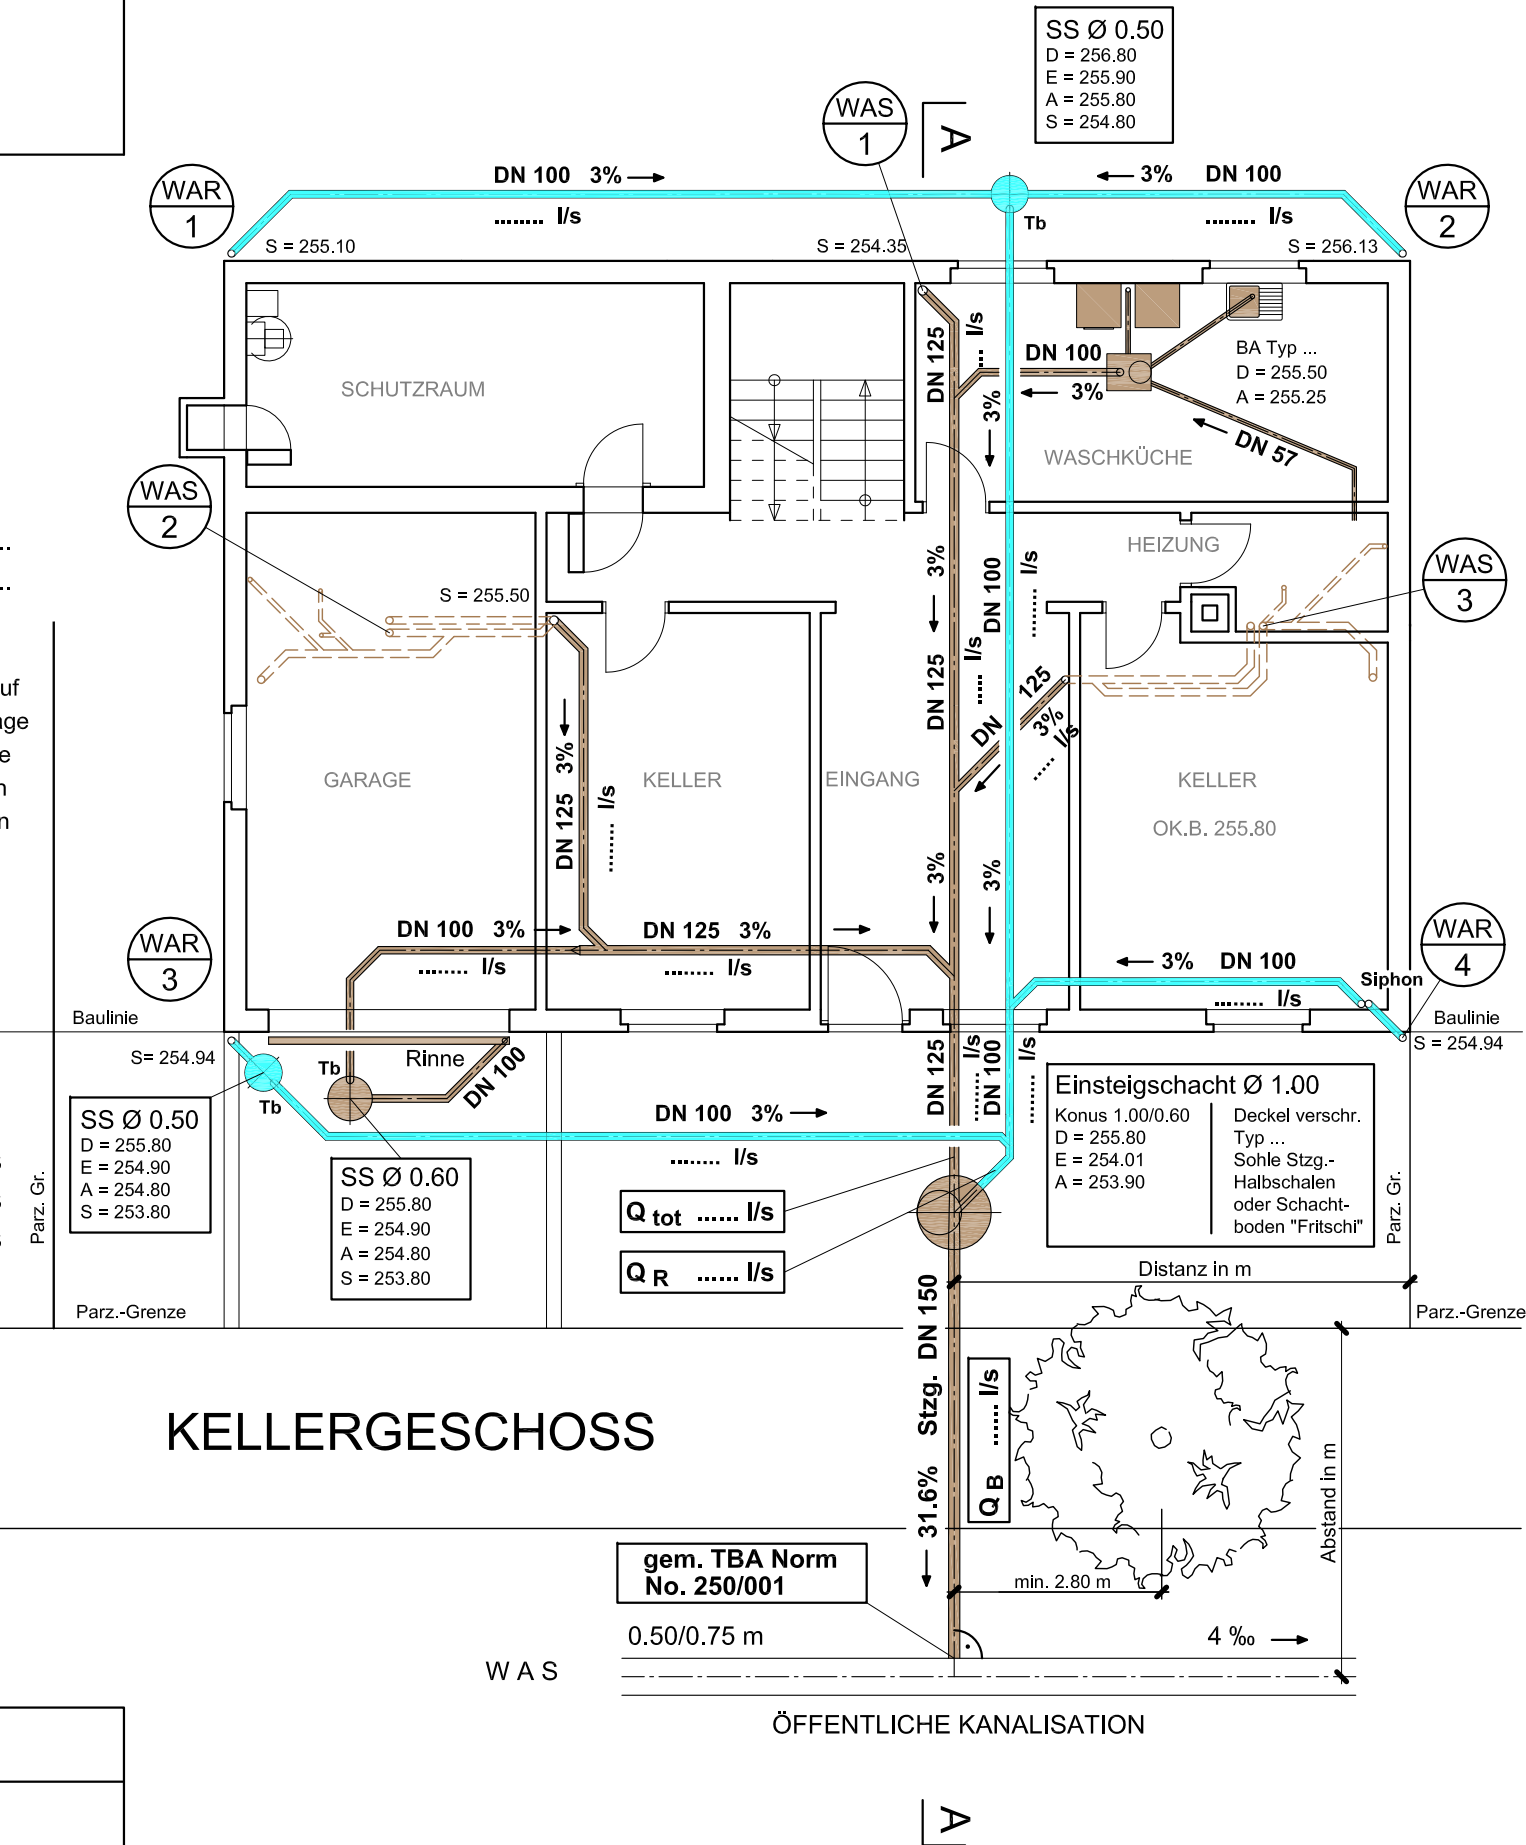 SS Ø 0.50
D = 256.80
E = 255.90
A = 255.80
S = 254.80
WAS
1
A
WAR
1
DN 100 3%
........ l/s
3% DN 100
........ l/s
WAR
2
Tb
S = 255.10
S = 254.35
S = 256.13
SCHUTZRAUM
DN 125
..... l/s
DN 100
3%
3%
BA Typ ...
D = 255.50
A = 255.25
DN 57
WASCHKÜCHE
WAS
2
S = 255.50
HEIZUNG
WAS
3
3%
DN 125
..... l/s
DN 100
........ l/s
DN 125
3%
..... l/s
uf
age
e
n
n
GARAGE
KELLER
EINGANG
KELLER
OK.B. 255.80
DN 125 3%
........ l/s
3%
3%
WAR
3
DN 100 3%
........ l/s
DN 125 3%
........ l/s
3% DN 100
........ l/s
Siphon
WAR
4
Baulinie
Baulinie
S= 254.94
S = 254.94
Rinne
Tb
Tb
DN 100
DN 125
........ l/s
DN 100
........ l/s
SS Ø 0.50
D = 255.80
E = 254.90
A = 254.80
S = 253.80
SS Ø 0.60
D = 255.80
E = 254.90
A = 254.80
S = 253.80
DN 100 3%
........ l/s
Einsteigschacht Ø 1.00
Konus 1.00/0.60
D = 255.80
E = 254.01
A = 253.90
Deckel verschr.
Typ ...
Sohle Stzg.-
Halbschalen
oder Schacht-
boden "Fritschi"
Parz. Gr.
Parz. Gr.
Q tot ...... l/s
Q R ...... l/s
Distanz in m
Parz.-Grenze
Parz.-Grenze
31.6% Stzg. DN 150
Q B ...... l/s
KELLERGESCHOSS
Abstand in m
gem. TBA Norm
No. 250/001
min. 2.80 m
0.50/0.75 m
4 ‰
W A S
ÖFFENTLICHE KANALISATION
A